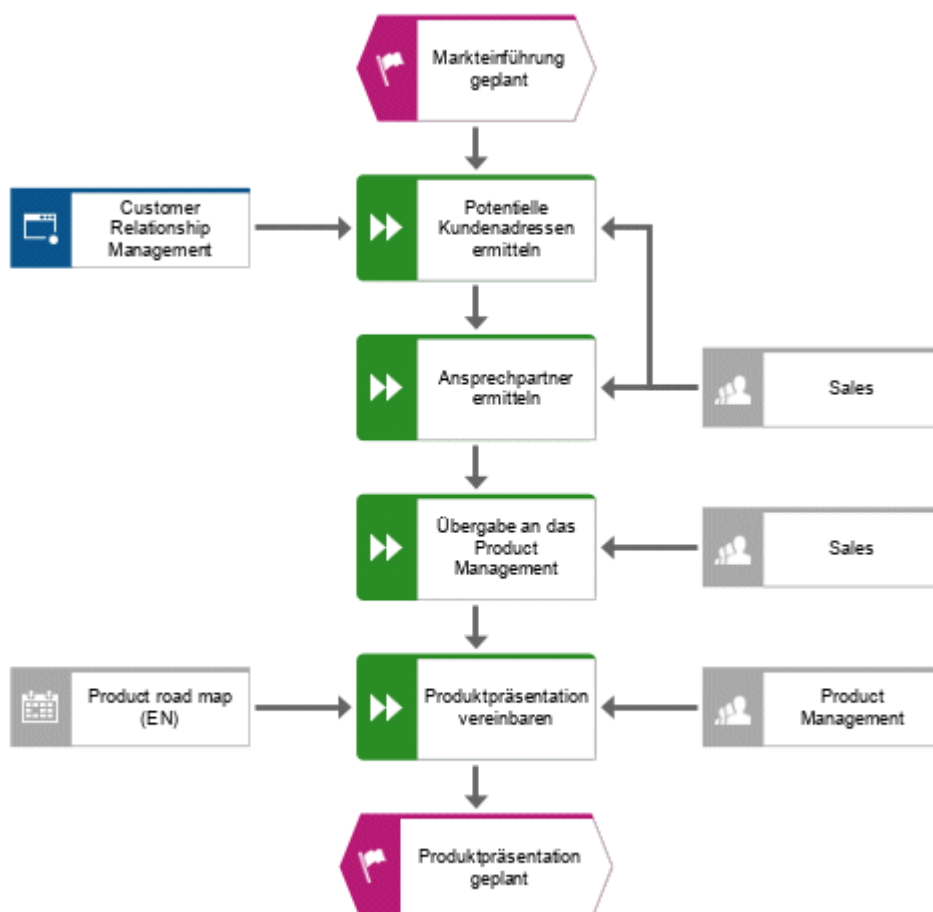 Markteinführung
geplant
Customer
Relationship
Management
Potentielle
Kundenadressen
ermitteln
Ansprechpartner
ermitteln
Sales
Übergabe an das
Product
Management
Sales
Product road map
(EN)
Produktpräsentation
vereinbaren
Product
Management
Produktpräsentation
geplant